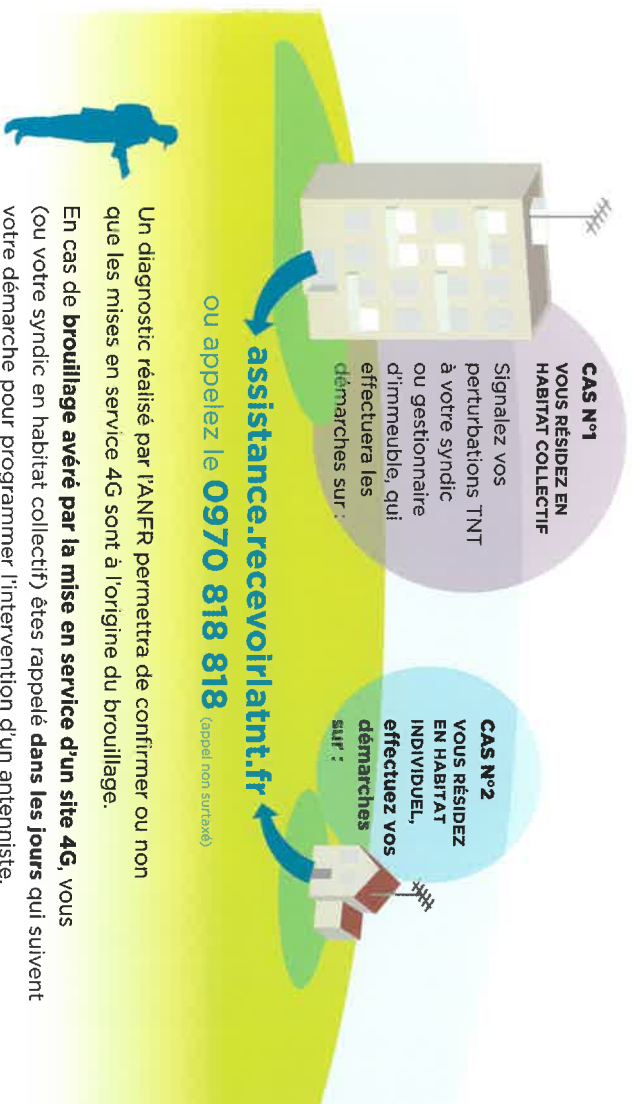 CAS N°1
VOUS RÉSIDEZ EN
HABITAT COLLECTIF
Signalez vos
perturbations TNT
à votre syndic
ou gestionnaire
d'immeuble, qui
effectuera les
démarches sur :
CAS N°2
VOUS RÉSIDEZ
EN HABITAT
INDIVIDUEL,
effectuez vos
démarches
sur :
assistance.recevoirlatnt.fr
ou appelez le 0970 818 818 (appel non surtaxé)
Un diagnostic réalisé par l'ANFR permettra de confirmer ou non
que les mises en service 4G sont à l'origine du brouillage.
En cas de brouillage avéré par la mise en service d'un site 4G, vous
(ou votre syndic en habitat collectif) êtes rappelé dans les jours qui suivent
votre démarche pour programmer l'intervention d'un antenniste.